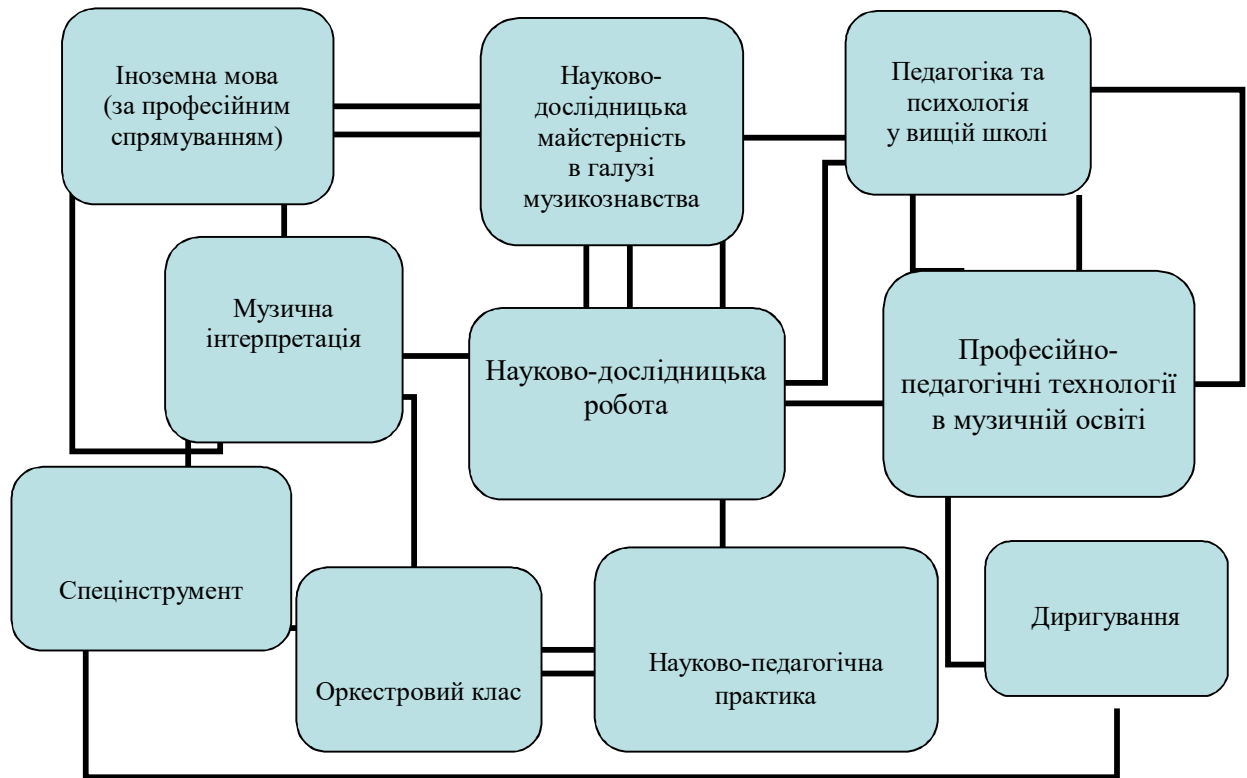 Іноземна мова
(за професійним
спрямуванням)
Науково-
дослідницька
майстерність
в галузі
музикознавства
Педагогіка та
психологія
у вищій школі
Музична
інтерпретація
Науково-дослідницька
робота
Професійно-
педагогічні технології
в музичній освіті
Спецінструмент
Оркестровий клас
Науково-педагогічна
практика
Диригування